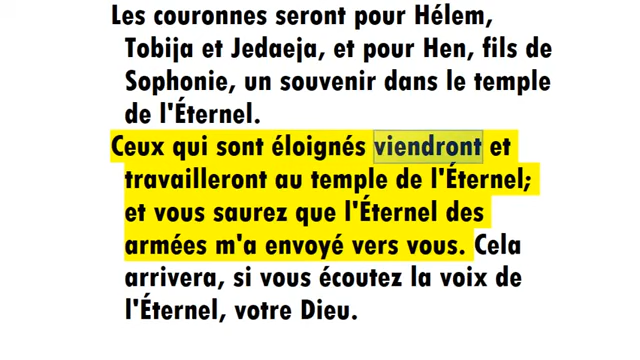 Les couronnes seront pour Hélem,
Tobija et Jedaeja, et pour Hen, fils de
Sophonie, un souvenir dans le temple
de l'Éternel.
Ceux qui sont éloignés viendront et
travailleront au temple de l'Éternel;
et vous saurez que l'Éternel des
armées m'a envoyé vers vous. Cela
arrivera, si vous écoutez la voix de
l'Éternel, votre Dieu.